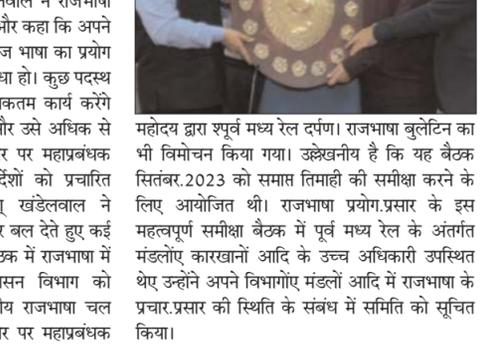 और कहा कि अपने
ज भाषा का प्रयोग
धा हो। कुछ पदस्थ
कतम कार्य करेंगे
और उसे अधिक से
र पर महाप्रबंधक
र्देशों को प्रचारित
खंडेलवाल ने
र बल देते हुए कई
ठक में राजभाषा में
ासन विभाग को
ीय राजभाषा चल
र पर महाप्रबंधक
महोदय द्वारा श्पूर्व मध्य रेल दर्पण। राजभाषा बुलेटिन का
भी विमोचन किया गया। उल्लेखनीय है कि यह बैठक
सितंबर.2023 को समाप्त तिमाही की समीक्षा करने के
लिए आयोजित थी। राजभाषा प्रयोग.प्रसार के इस
महत्वपूर्ण समीक्षा बैठक में पूर्व मध्य रेल के अंतर्गत
मंडलोंए कारखानों आदि के उच्च अधिकारी उपस्थित
थेए उन्होंने अपने विभागोंए मंडलों आदि में राजभाषा के
प्रचार.प्रसार की स्थिति के संबंध में समिति को सूचित
किया।